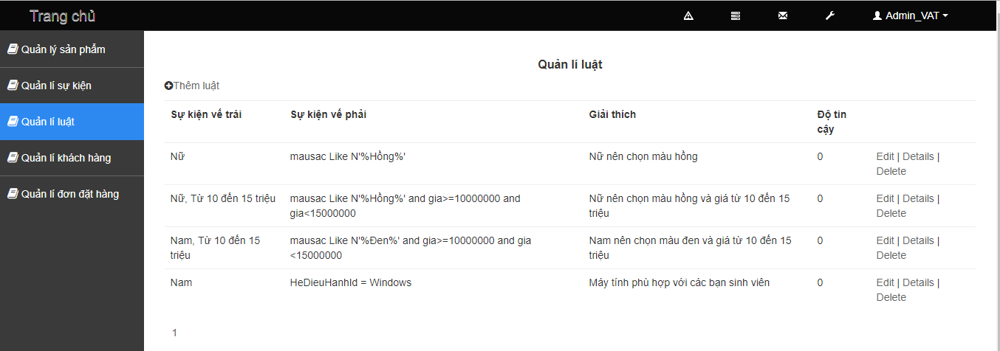 Trang chủ
Admin_VAT
Quản lý sản phẩm
Quản lí sự kiện
Quản lí luật
Quản lí khách hàng
Quản lí đơn đặt hàng
Quản lí luật
Thêm luật
Sự kiện vế trái Sự kiện vế phải Giải thích Độ tin
cậy
Nữ mausac Like N'%Hồng%' Nữ nên chọn màu hồng 0 Edit | Details |
Delete
Nữ, Từ 10 đến 15 triệu mausac Like N'%Hồng%' and gia>=10000000 and Nữ nên chọn màu hồng và giá từ 10 đến 15 0 Edit | Details |
gia<15000000 triệu Delete
Nam, Từ 10 đến 15 mausac Like N'%Đen%' and gia>=10000000 and gia Nam nên chọn màu đen và giá từ 10 đến 15 0 Edit | Details |
triệu <15000000 triệu Delete
Nam HeDieuHanhId = Windows Máy tính phù hợp với các bạn sinh viên 0 Edit | Details |
Delete
1